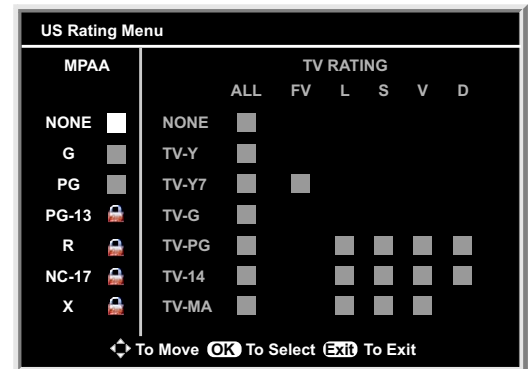 US Rating Menu
MPAA TV RATING
ALL FV L S V D
NONE NONE
G TV-Y
PG TV-Y7
PG-13 TV-G
R TV-PG
NC-17 TV-14
X TV-MA
To Move OK To Select Exit To Exit